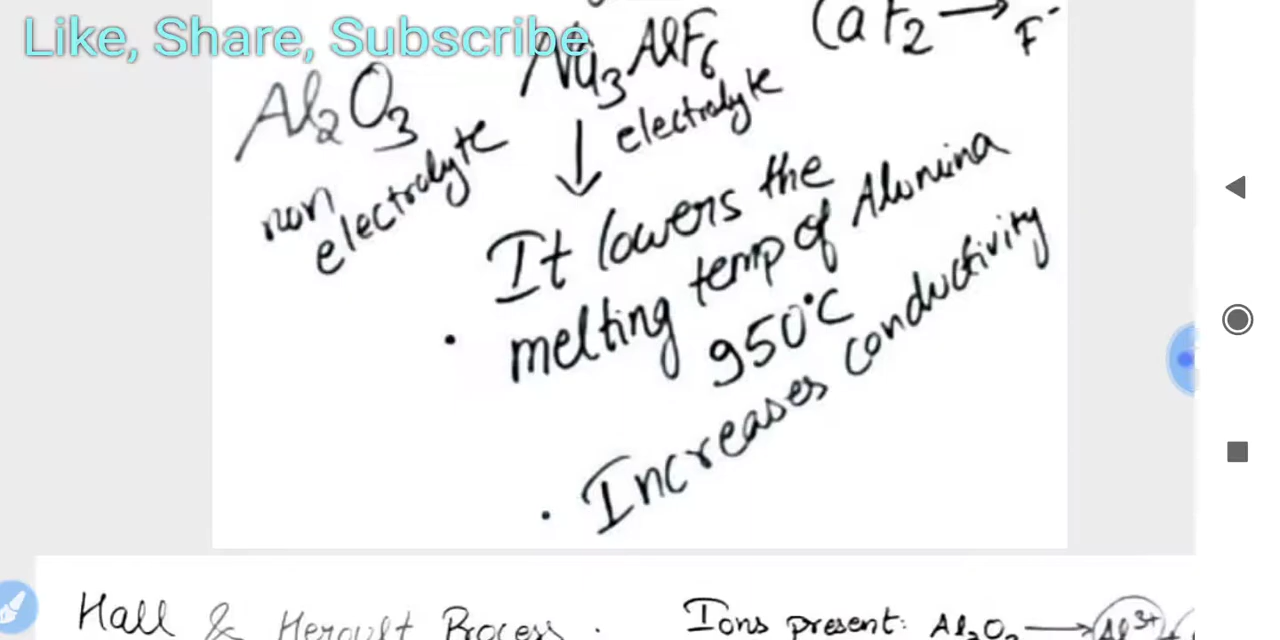 Like, Share, Subscribe
Al2O3 Na3AlF6 CaF2 → F-
non electrolyte
electrolyte
It lowers the
melting temp of Alumina
950°C
Increases conductivity
Hall & Heroult Process.
Ions present: Al2O3 → Al3+